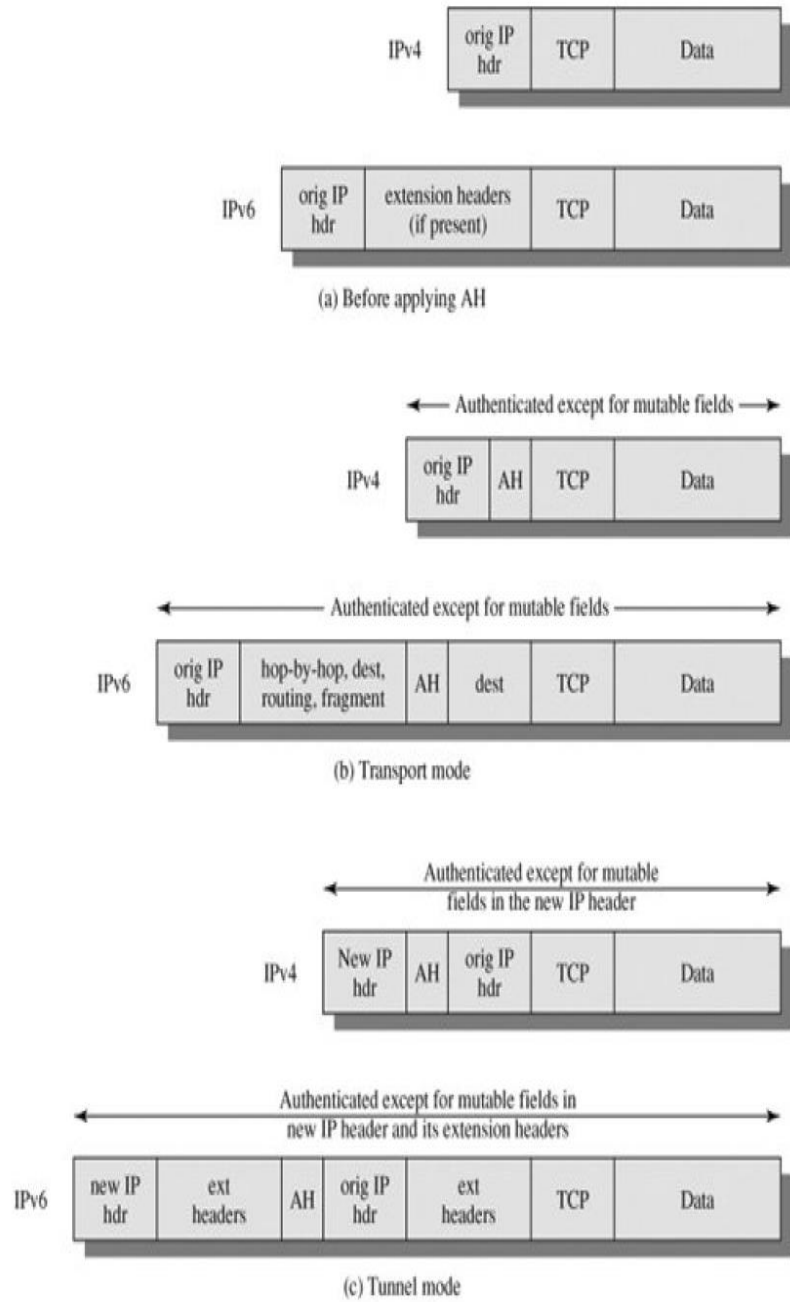 IPv4
orig IP
hdr
TCP
Data
IPv6
orig IP
hdr
extension headers
(if present)
TCP
Data
(a) Before applying AH
Authenticated except for mutable fields
IPv4
orig IP
hdr
AH
TCP
Data
Authenticated except for mutable fields
IPv6
orig IP
hdr
hop-by-hop, dest,
routing, fragment
AH
dest
TCP
Data
(b) Transport mode
Authenticated except for mutable
fields in the new IP header
IPv4
New IP
hdr
AH
orig IP
hdr
TCP
Data
Authenticated except for mutable fields in
new IP header and its extension headers
IPv6
new IP
hdr
ext
headers
AH
orig IP
hdr
ext
headers
TCP
Data
(c) Tunnel mode